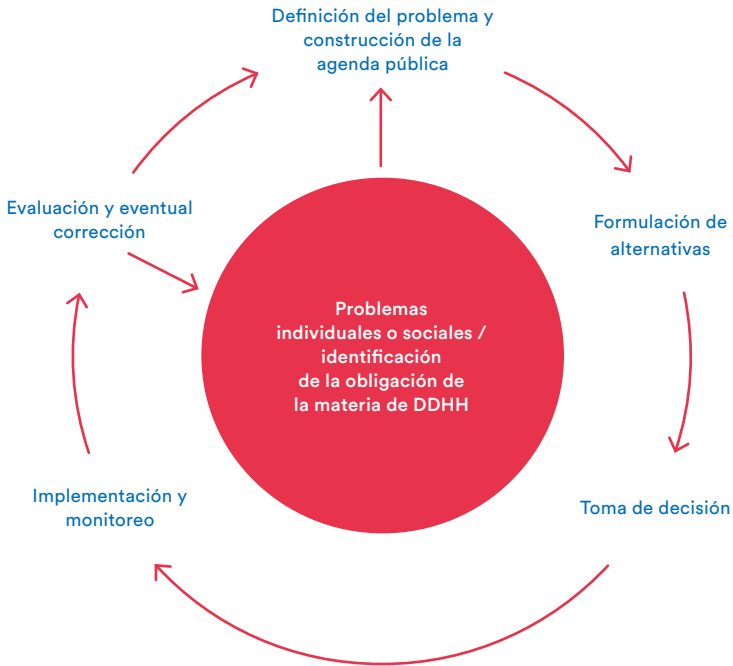 Definición del problema y
construcción de la
agenda pública
Formulación de
alternativas
Toma de decisión
Implementación y
monitoreo
Evaluación y eventual
corrección
Problemas
individuales o sociales /
identificación
de la obligación de
la materia de DDHH